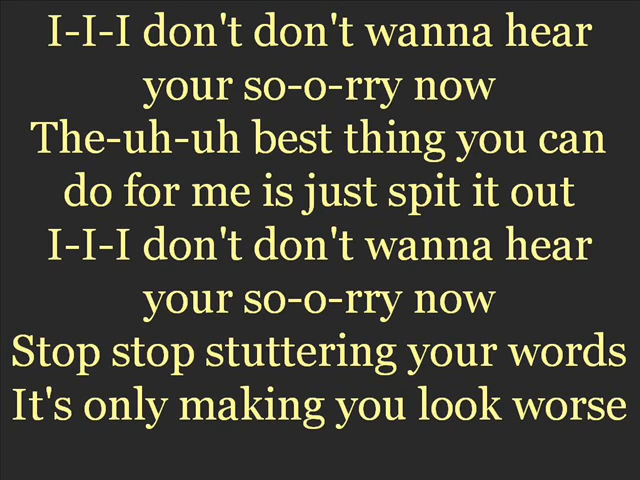 I-I-I don't don't wanna hear
your so-o-rry now
The-uh-uh best thing you can
do for me is just spit it out
I-I-I don't don't wanna hear
your so-o-rry now
Stop stop stuttering your words
It's only making you look worse